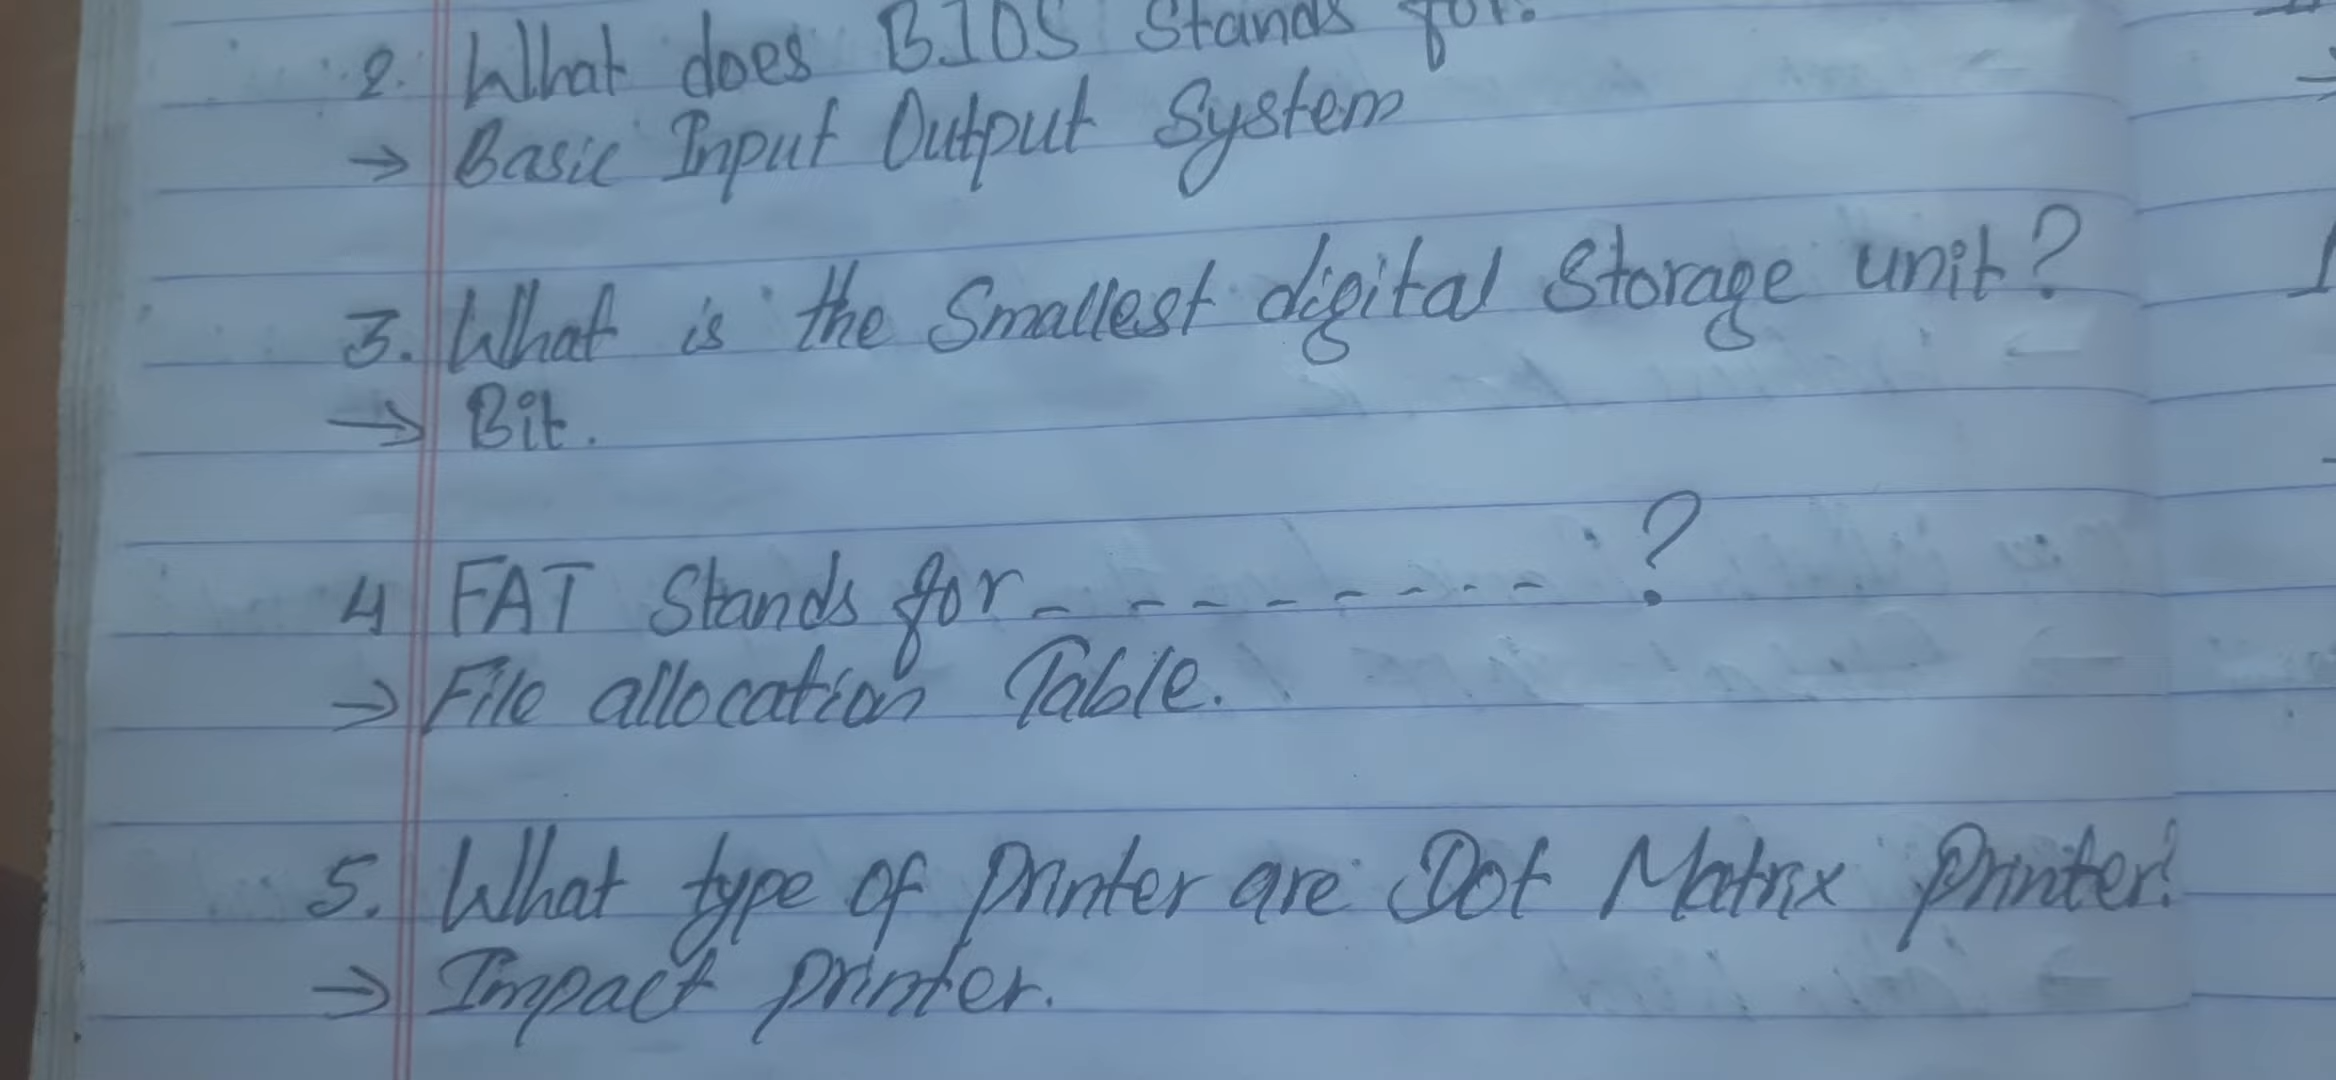 2. What does BIOS Stands for.
→ Basic Input Output System
3. What is the Smallest digital Storage unit?
→ Bit.
4 FAT Stands for - - - - - - - - ?
→ File allocation Table.
5. What type of printer are Dot Matrix printer?
→ Impact printer.